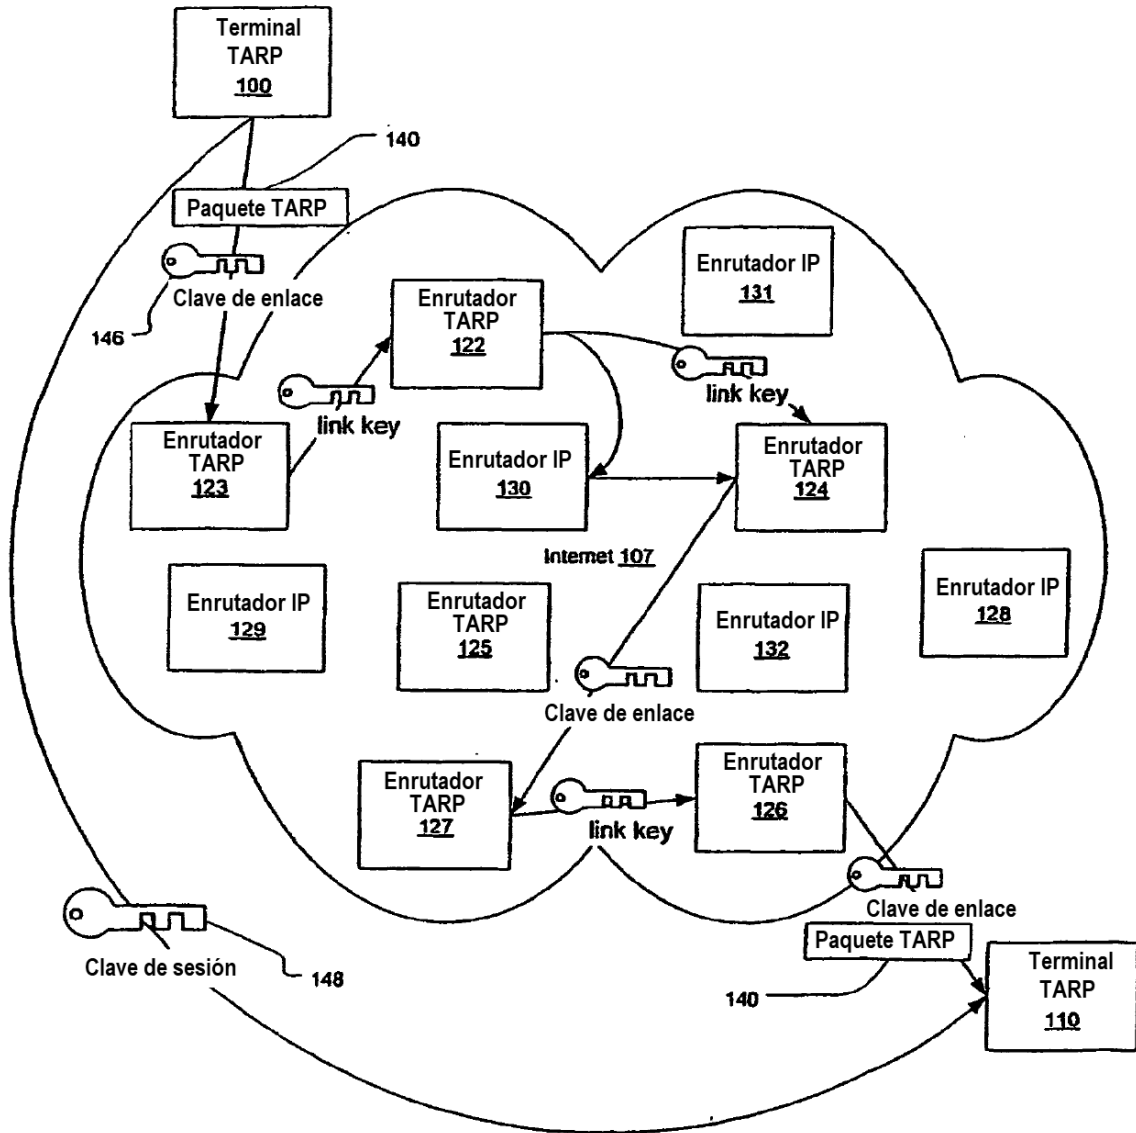 Terminal
TARP
100
140
Paquete TARP
Clave de enlace
146
Enrutador IP
131
Enrutador
TARP
122
link key
link key
Enrutador
TARP
123
Enrutador IP
130
Enrutador
TARP
124
Internet 107
Enrutador IP
129
Enrutador
TARP
125
Enrutador IP
132
Enrutador IP
128
Clave de enlace
Enrutador
TARP
127
link key
Enrutador
TARP
126
Clave de enlace
Paquete TARP
140
Clave de sesión
148
Terminal
TARP
110